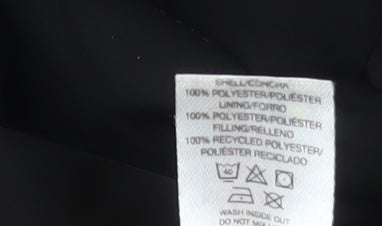 SHELL/CONCHA
100% POLYESTER/POLIÉSTER
LINING/FORRO
100% POLYESTER/POLIÉSTER
FILLING/RELLENO
100% RECYCLED POLYESTER/
POLIÉSTER RECICLADO
40
WASH INSIDE OUT
DO NOT